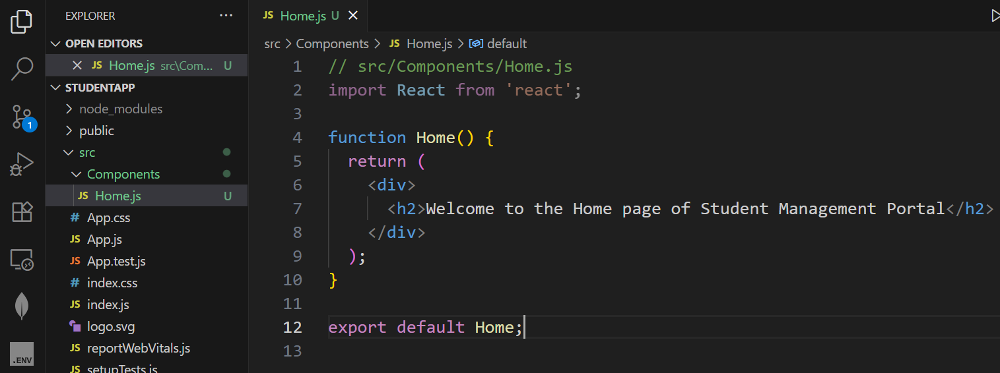 EXPLORER ...
OPEN EDITORS
JS Home.js src\Com... U
STUDENTAPP
node_modules
public
src
Components
JS Home.js U
# App.css
JS App.js
JS App.test.js
# index.css
JS index.js
logo.svg
JS reportWebVitals.js
JS setupTests.js
1
.ENV
JS Home.js U
src > Components > JS Home.js > default
1 // src/Components/Home.js
2 import React from 'react';
3
4 function Home() {
5   return (
6     <div>
7       <h2>Welcome to the Home page of Student Management Portal</h2>
8     </div>
9   );
10 }
11
12 export default Home;
13